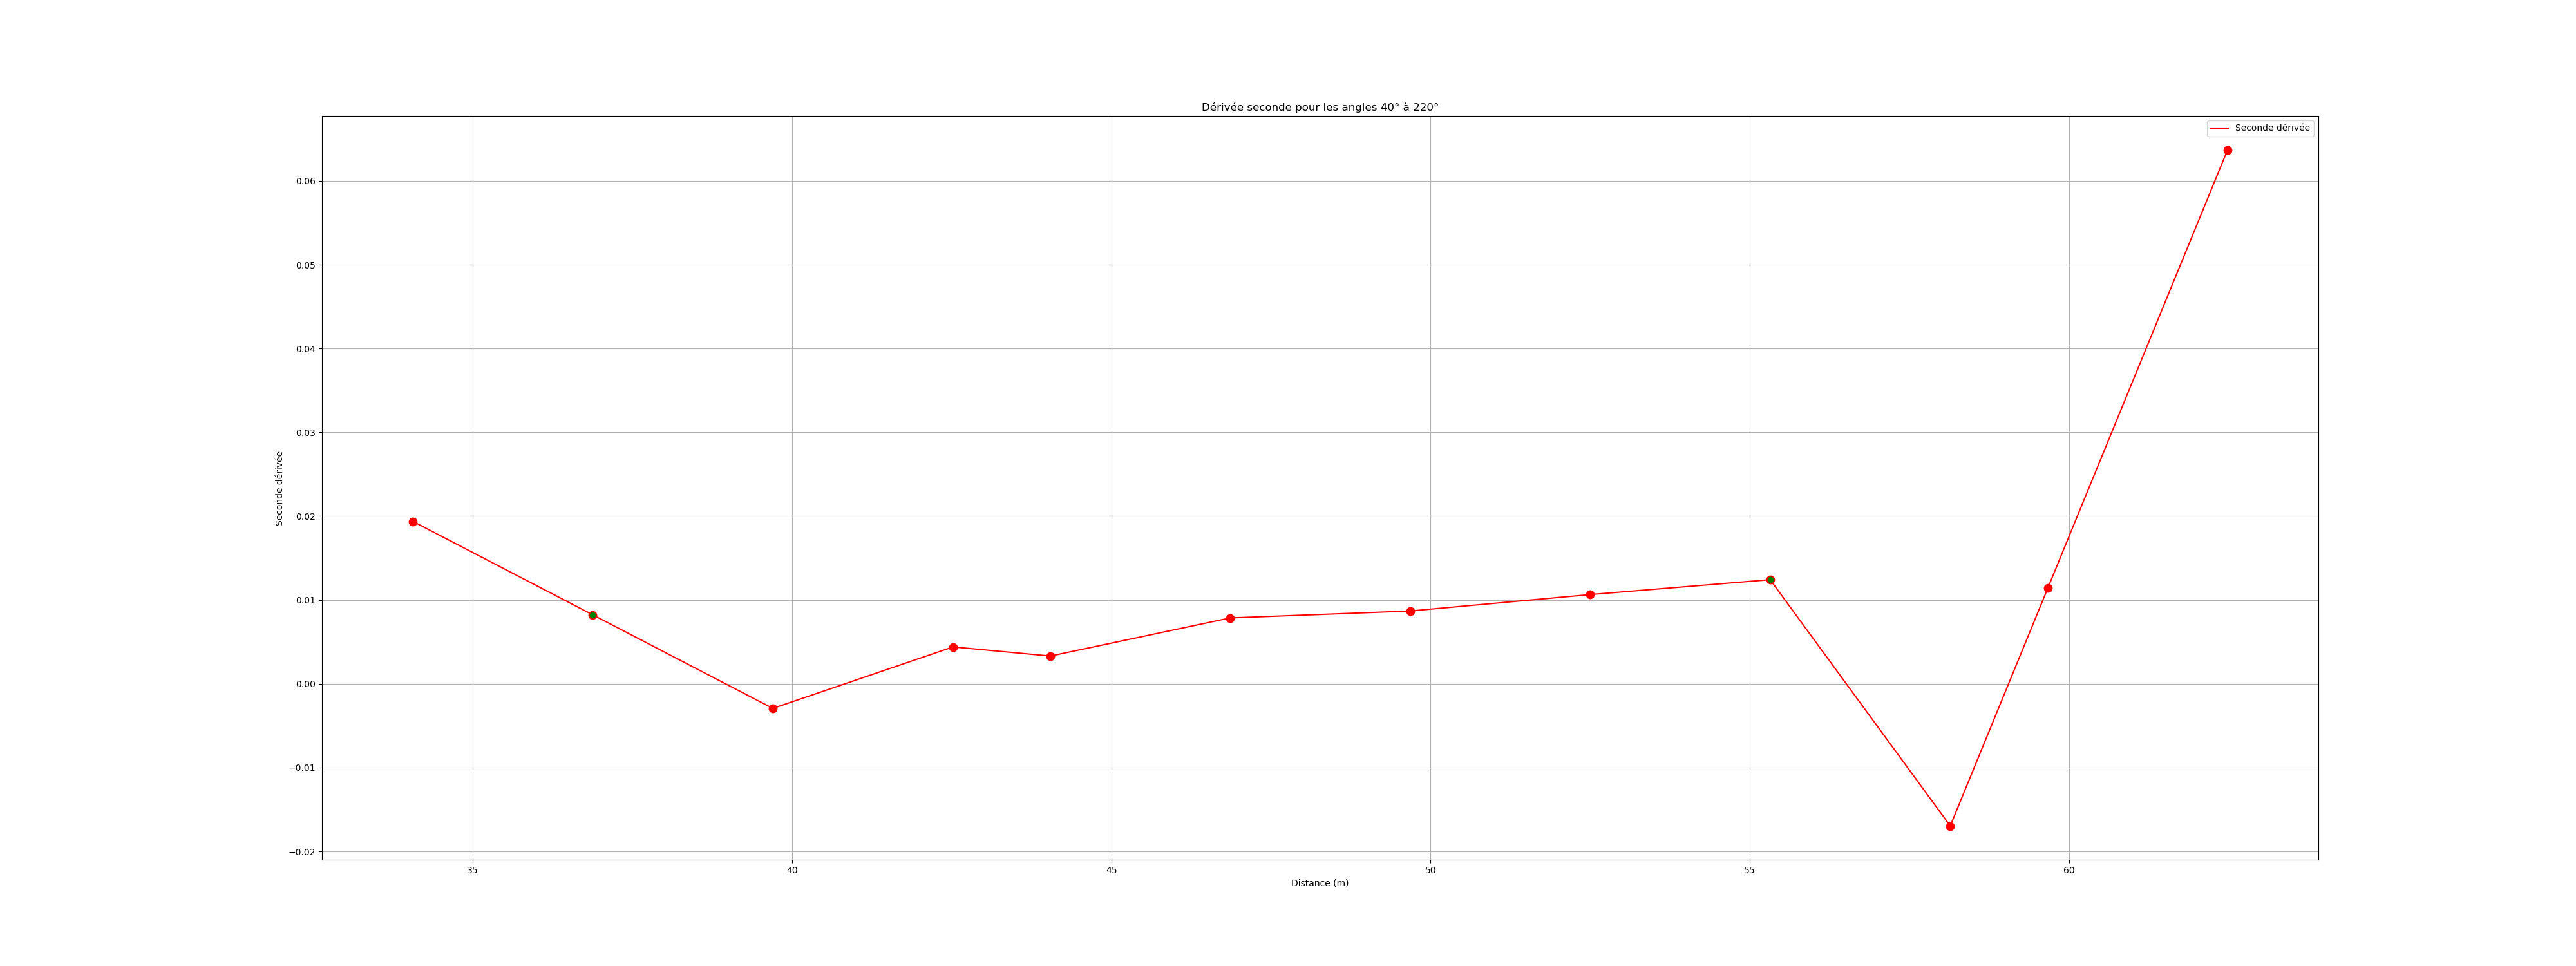 Dérivée seconde pour les angles 40° à 220°
Seconde dérivée
0.06
0.05
0.04
0.03
0.02
0.01
0.00
−0.01
−0.02
Seconde dérivée
35 40 45 50 55 60
Distance (m)